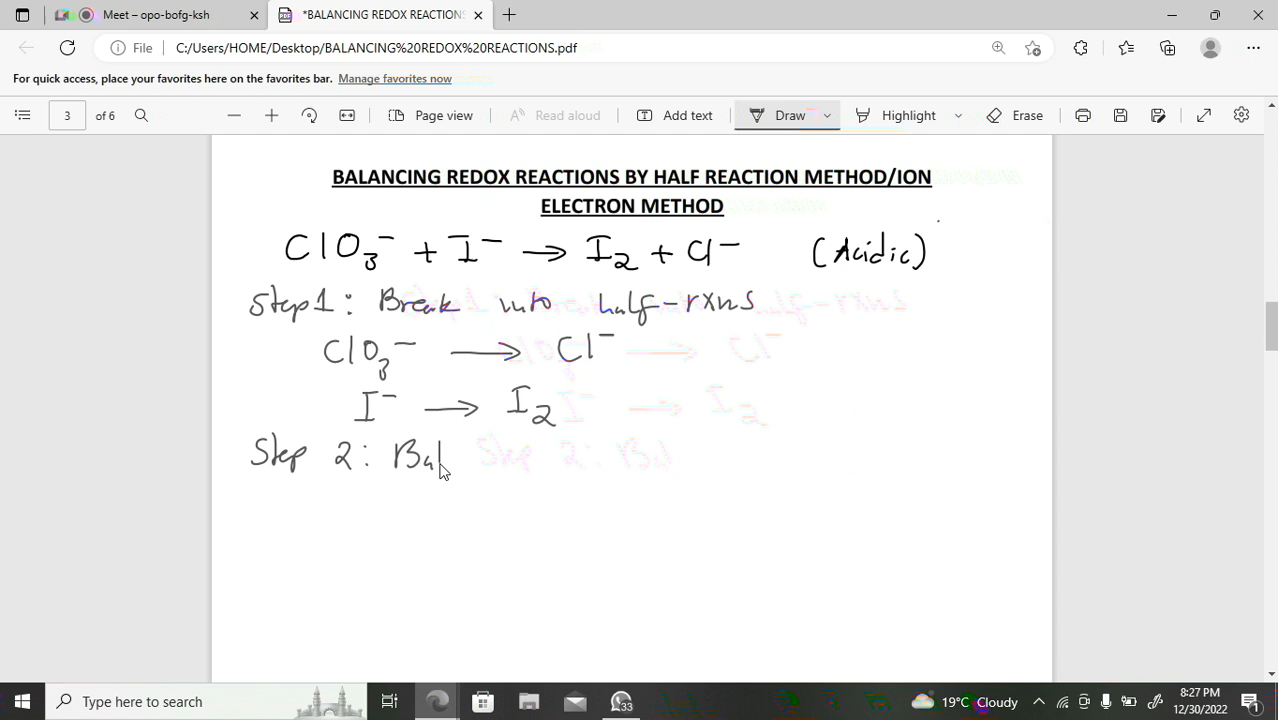 Meet – opo-bofg-ksh
*BALANCING REDOX REACTIONS
File C:/Users/HOME/Desktop/BALANCING%20REDOX%20REACTIONS.pdf
For quick access, place your favorites here on the favorites bar. Manage favorites now
3 of 6 Page view Read aloud Add text Draw Highlight Erase
BALANCING REDOX REACTIONS BY HALF REACTION METHOD/ION
ELECTRON METHOD
ClO₃⁻ + I⁻ → I₂ + Cl⁻ (Acidic)
Step 1: Break into half-rxns
ClO₃⁻ → Cl⁻
I⁻ → I₂
Step 2: Bal
Type here to search
33
19°C Cloudy
8:27 PM
12/30/2022
1